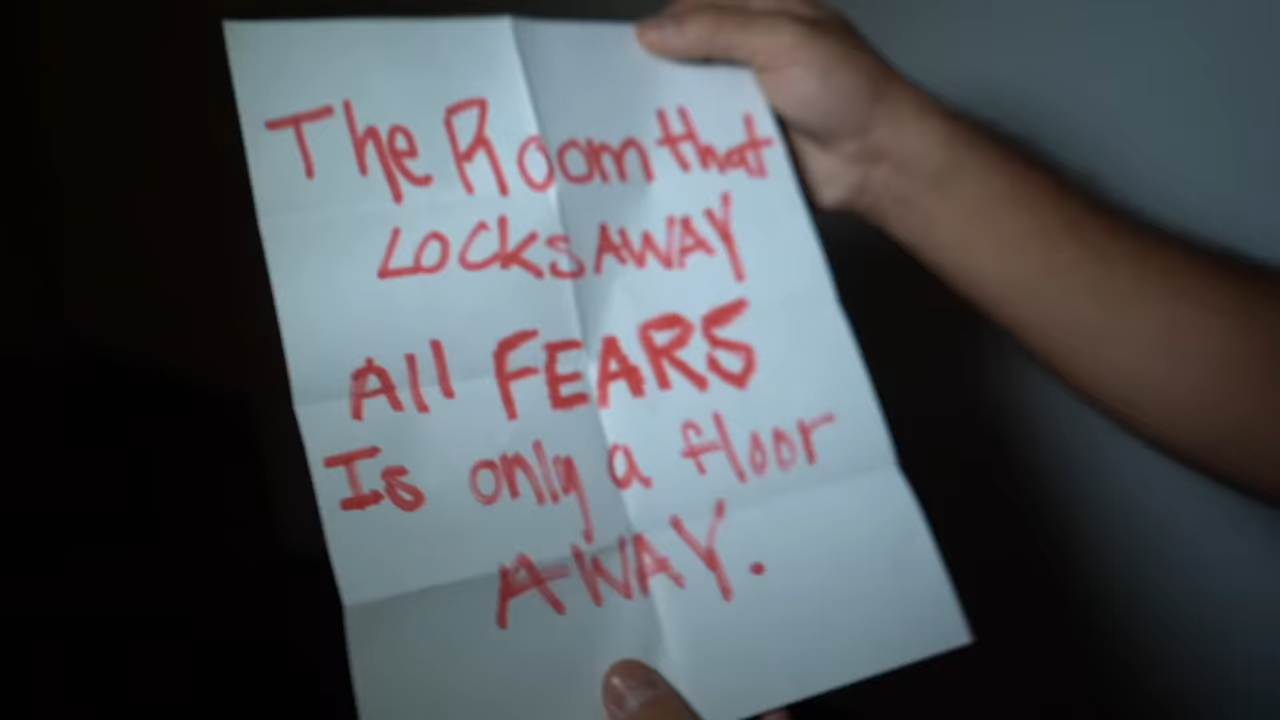 The Room that
LOCKS AWAY
All FEARS
Is only a floor
AWAY.